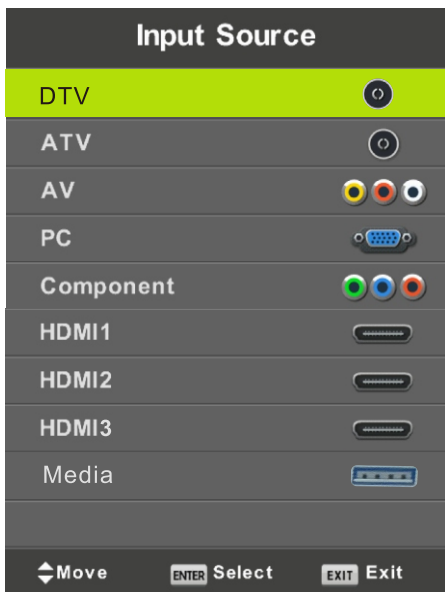 Input Source
DTV
ATV
AV
PC
Component
HDMI1
HDMI2
HDMI3
Media
Move ENTER Select EXIT Exit